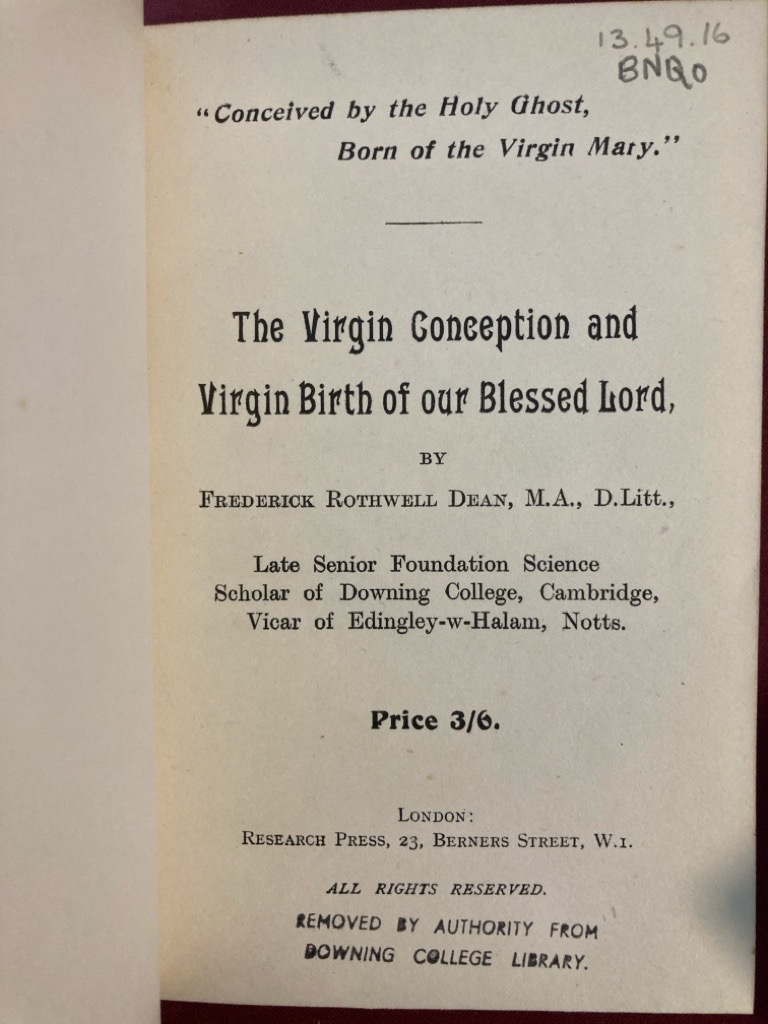 13.49.16
BNQo
"Conceived by the Holy Ghost,
Born of the Virgin Mary."
The Virgin Conception and
Virgin Birth of our Blessed Lord,
BY
FREDERICK ROTHWELL DEAN, M.A., D.Litt.,
Late Senior Foundation Science
Scholar of Downing College, Cambridge,
Vicar of Edingley-w-Halam, Notts.
Price 3/6.
LONDON:
RESEARCH PRESS, 23, BERNERS STREET, W.1.
ALL RIGHTS RESERVED.
REMOVED BY AUTHORITY FROM
DOWNING COLLEGE LIBRARY.